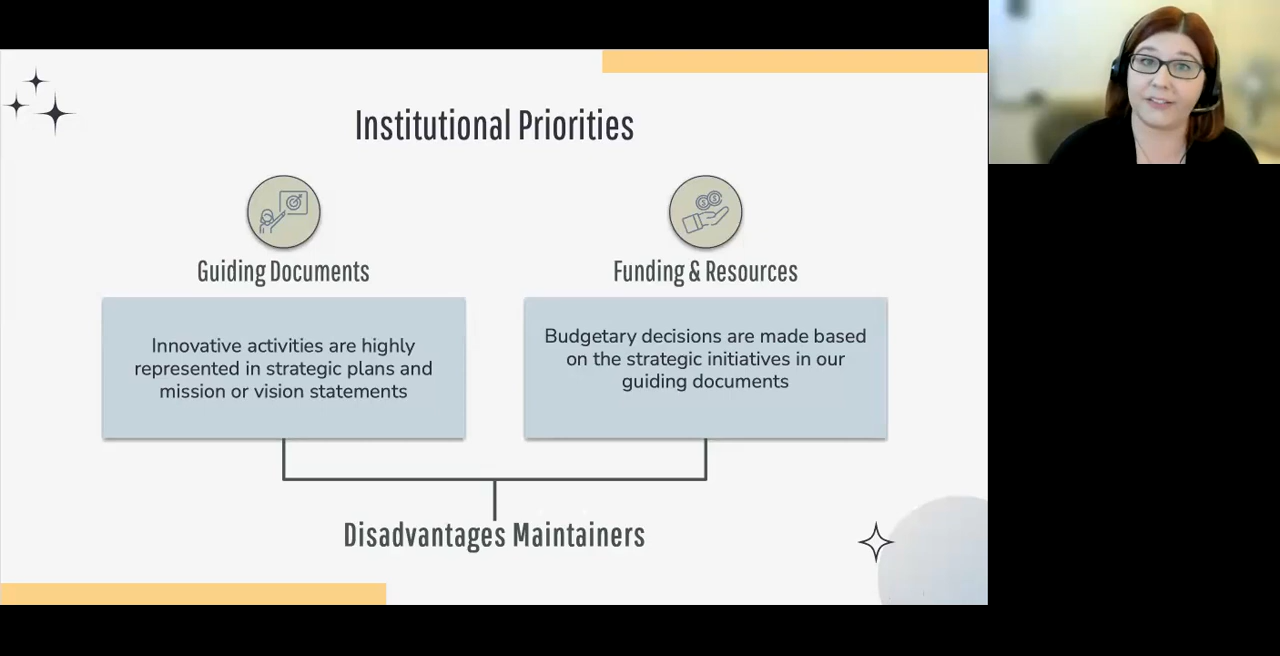 Institutional Priorities
Guiding Documents
Innovative activities are highly
represented in strategic plans and
mission or vision statements
Funding & Resources
Budgetary decisions are made based
on the strategic initiatives in our
guiding documents
Disadvantages Maintainers